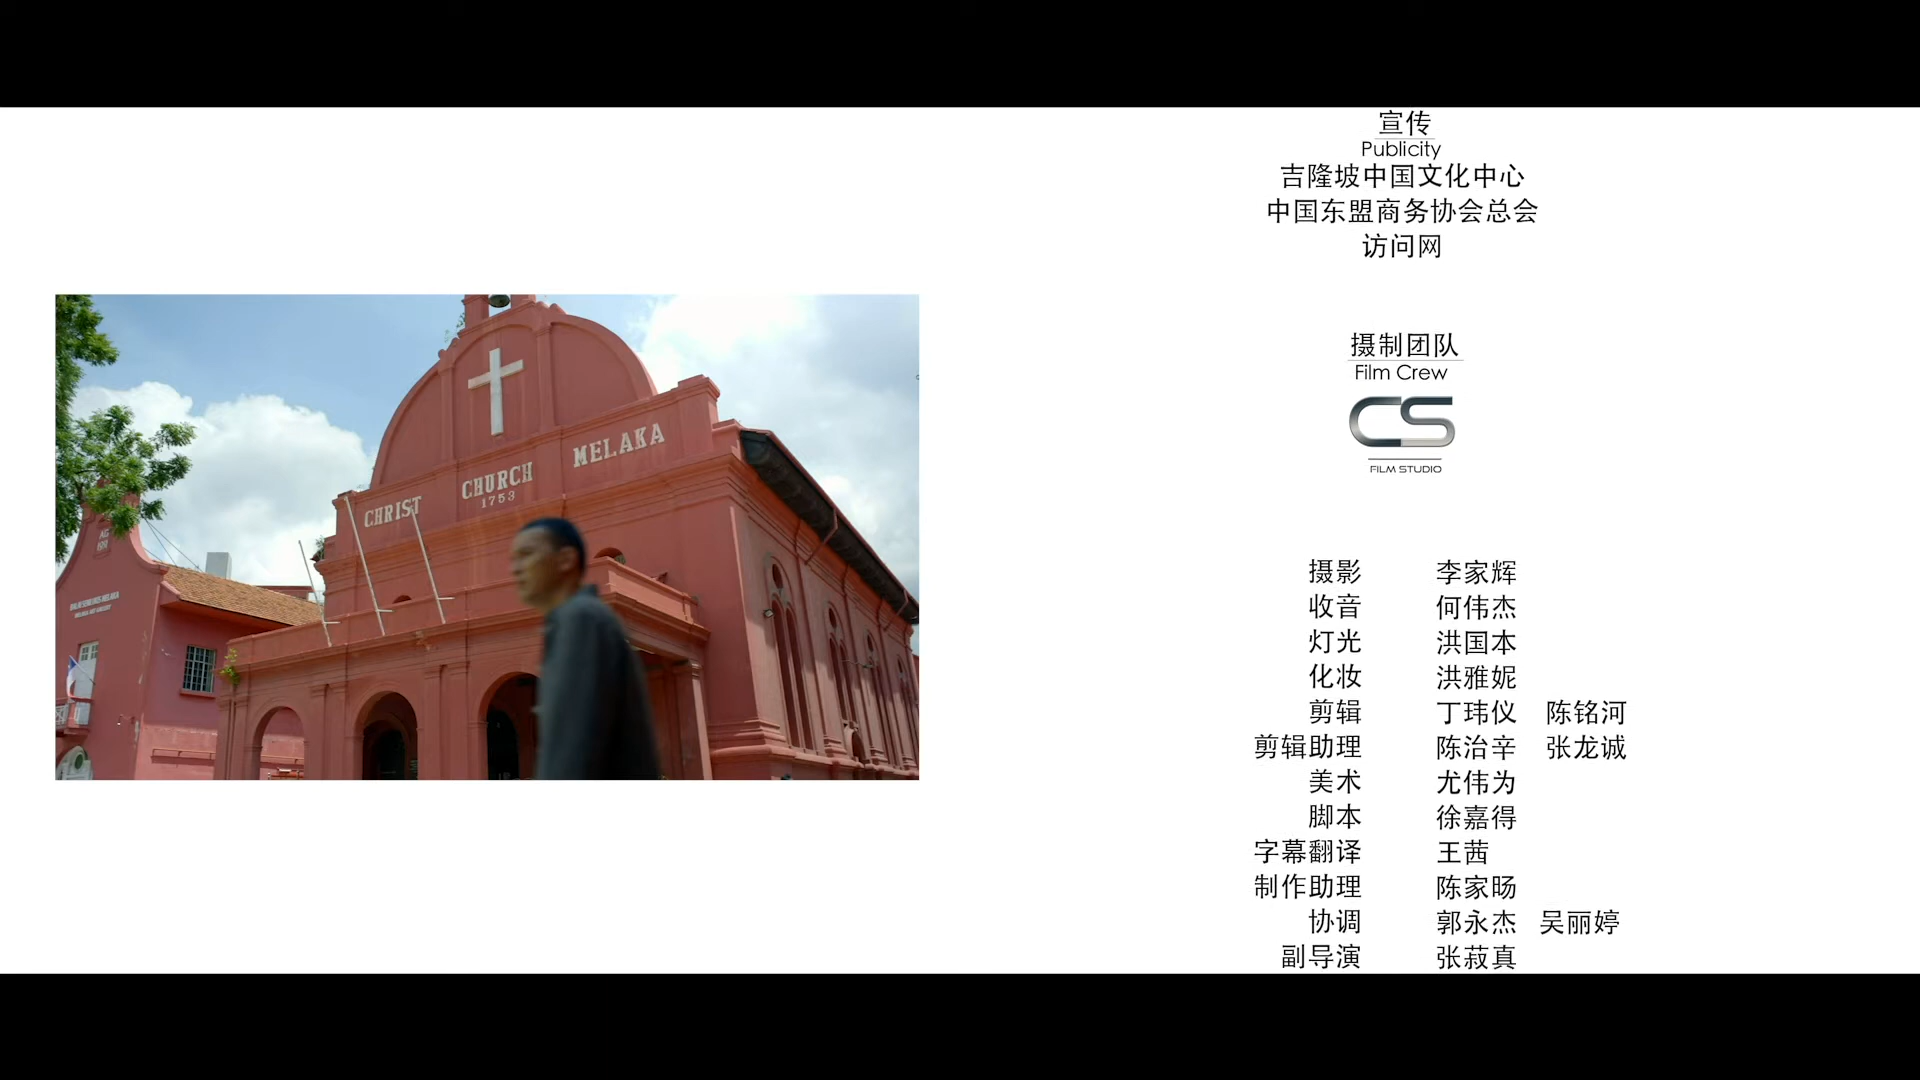 宣传
Publicity
吉隆坡中国文化中心
中国东盟商务协会总会
访问网
摄制团队
Film Crew
CS
FILM STUDIO
摄影 李家辉
收音 何伟杰
灯光 洪国本
化妆 洪雅妮
剪辑 丁玮仪 陈铭河
剪辑助理 陈治辛 张龙诚
美术 尤伟为
脚本 徐嘉得
字幕翻译 王茜
制作助理 陈家旸
协调 郭永杰 吴丽婷
副导演 张菽真
CHRIST CHURCH MELAKA
1753